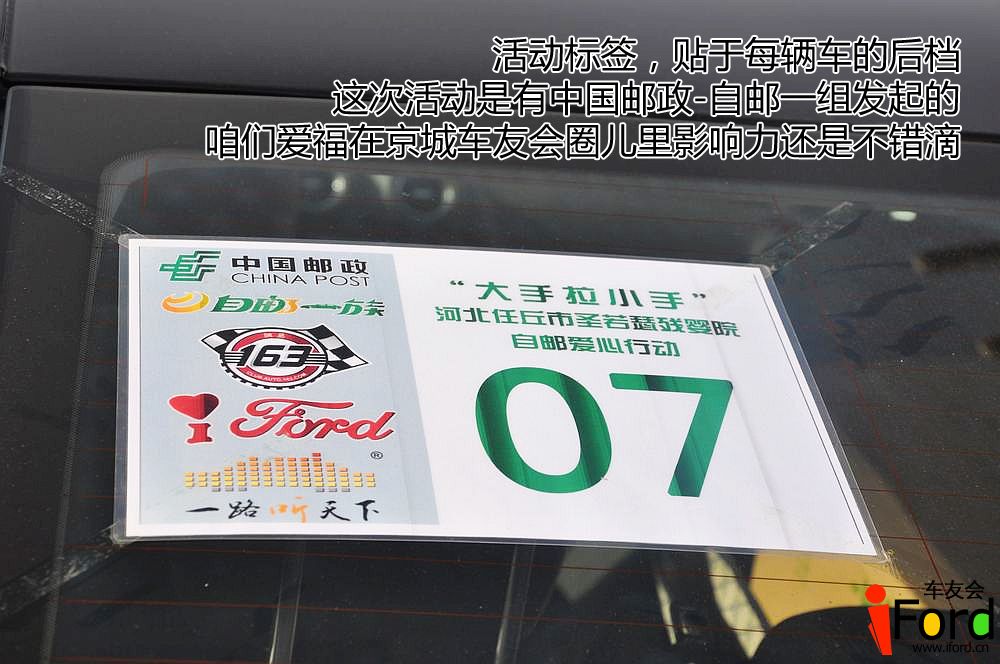 活动标签，贴于每辆车的后档
这次活动是有中国邮政-自邮一组发起的
咱们爱福在京城车友会圈儿里影响力还是不错滴
中国邮政
CHINA POST
自邮一族
163
CLUB.AUTO.163.COM
I Ford
®
一路听天下
“大手拉小手”
河北任丘市圣若瑟残婴院
自邮爱心行动
07
车友会
iFord
www.iford.cn